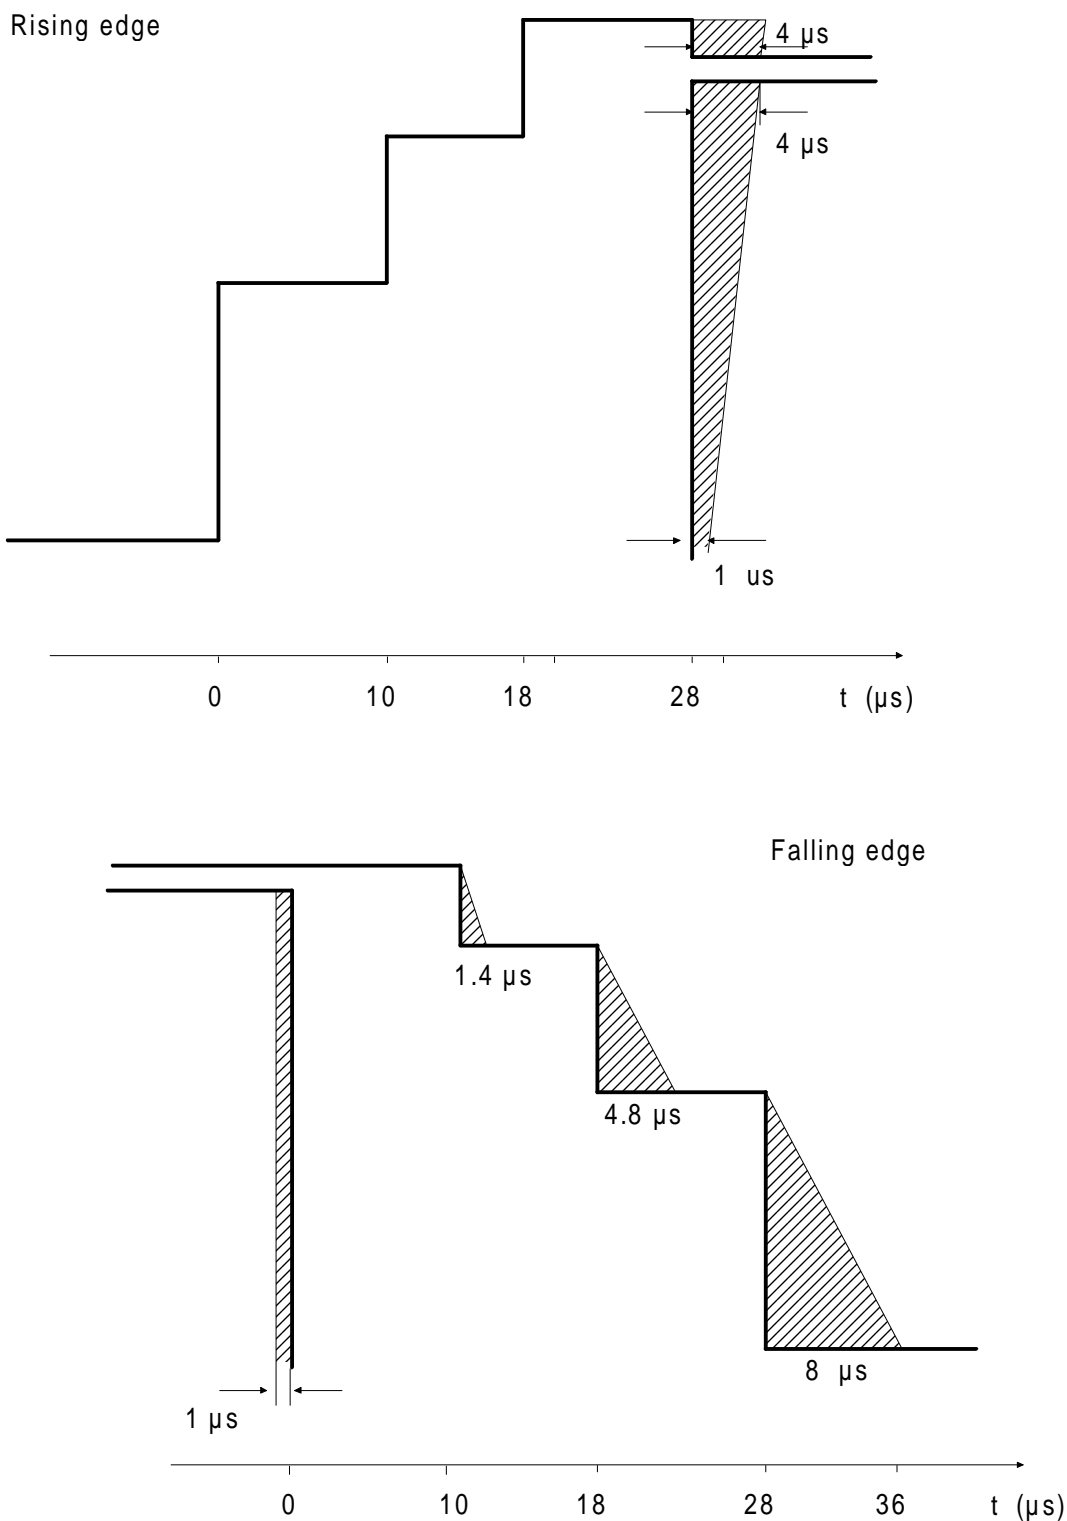 Rising edge
4 µs
4 µs
1 us
0 10 18 28 t (µs)
Falling edge
1.4 µs
4.8 µs
8 µs
1 µs
0 10 18 28 36 t (µs)